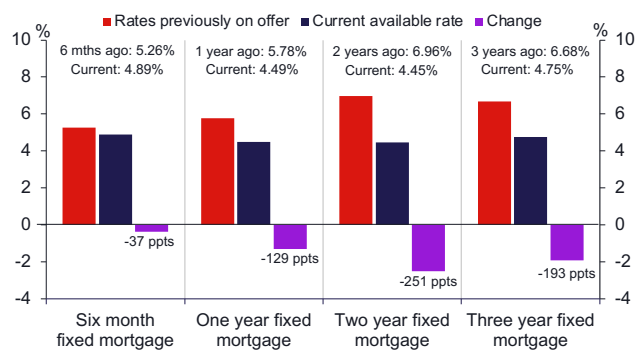 Rates previously on offer Current available rate Change
% %
6 mths ago: 5.26% 1 year ago: 5.78% 2 years ago: 6.96% 3 years ago: 6.68%
Current: 4.89% Current: 4.49% Current: 4.45% Current: 4.75%
10 10
8 8
6 6
4 4
2 2
0 0
-37 ppts
-129 ppts
-2 -2
-193 ppts
-251 ppts
-4 -4
Six month One year fixed Two year fixed Three year fixed
fixed mortgage mortgage mortgage mortgage